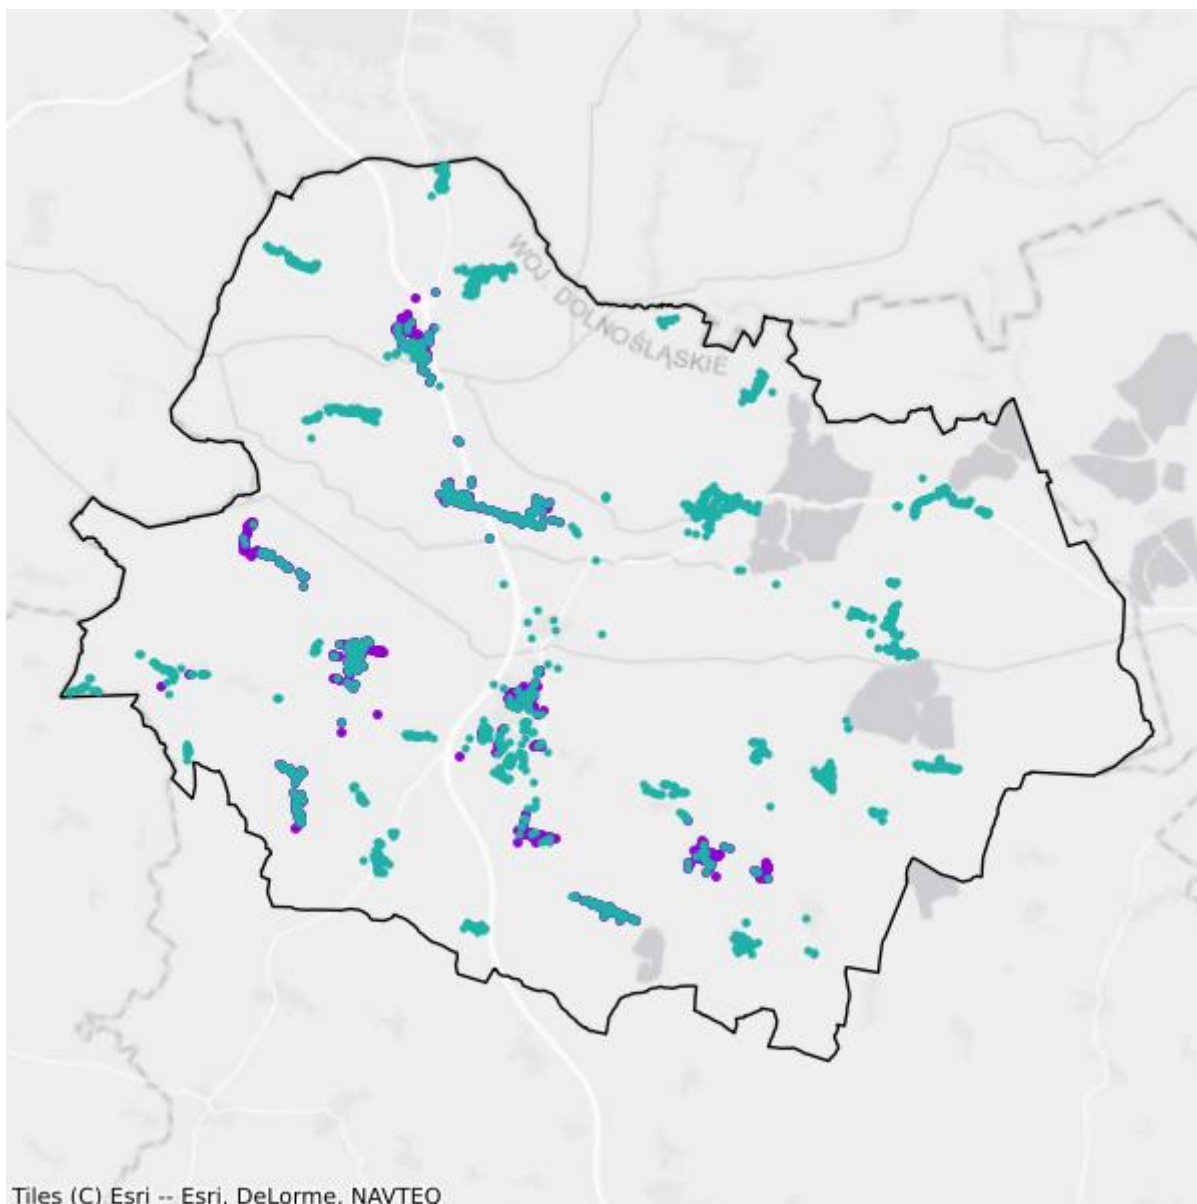 WOJ. DOLNOŚLĄSKIE
Tiles (C) Esri -- Esri, DeLorme, NAVTEQ